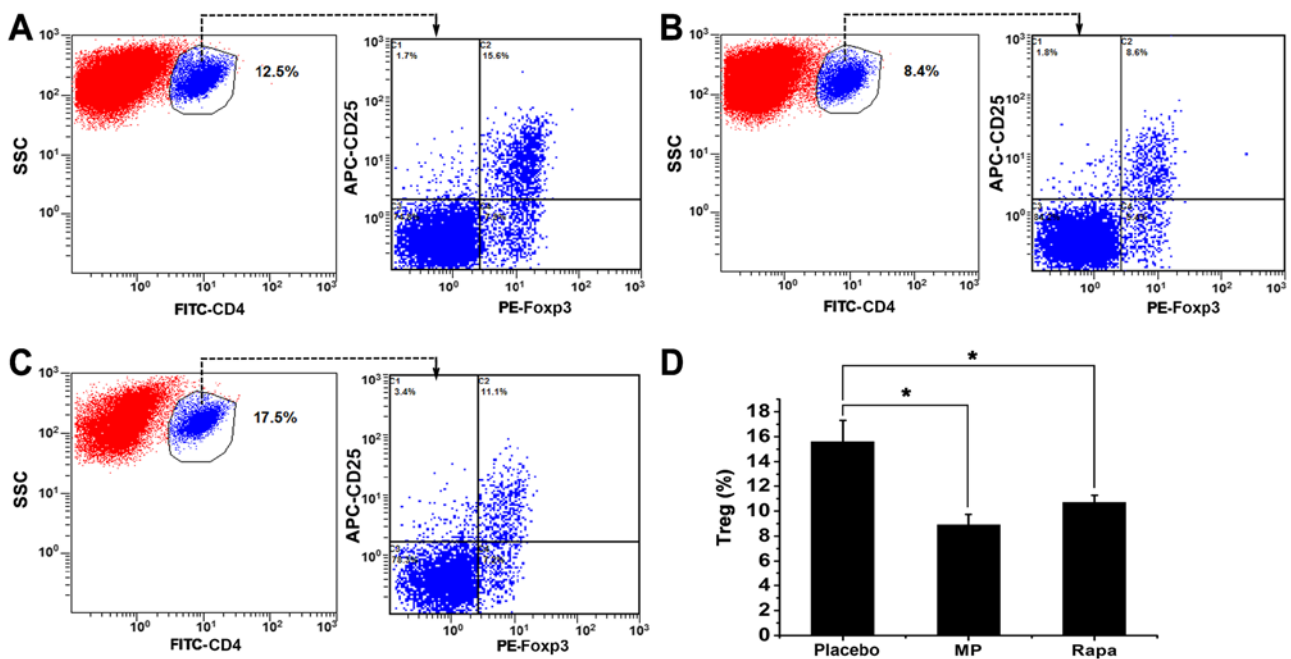 A
10³
10²
10¹
10⁰
SSC
12.5%
10⁰ 10¹ 10² 10³
FITC-CD4
10³
10²
10¹
10⁰
APC-CD25
C1
1.7%
C2
15.6%
10⁰ 10¹ 10² 10³
PE-Foxp3
B
10³
10²
10¹
10⁰
SSC
8.4%
10⁰ 10¹ 10² 10³
FITC-CD4
10³
10²
10¹
10⁰
APC-CD25
C1
1.8%
C2
8.6%
10⁰ 10¹ 10² 10³
PE-Foxp3
C
10³
10²
10¹
10⁰
SSC
17.5%
10⁰ 10¹ 10² 10³
FITC-CD4
10³
10²
10¹
10⁰
APC-CD25
C1
3.4%
C2
11.1%
10⁰ 10¹ 10² 10³
PE-Foxp3
D
*
*
18
16
14
12
10
8
6
4
2
0
Treg (%)
Placebo MP Rapa